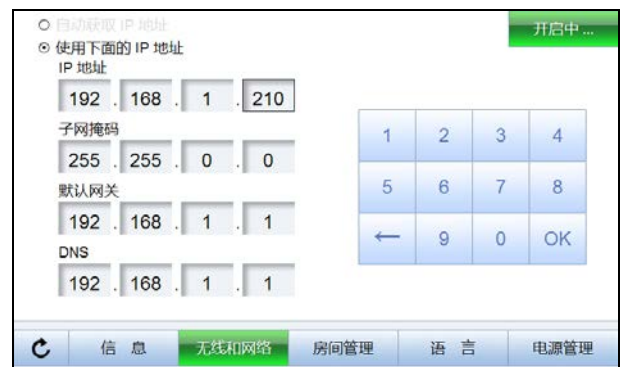 自动获取 IP 地址
开启中 ...
使用下面的 IP 地址
IP 地址
192 . 168 . 1 . 210
子网掩码
255 . 255 . 0 . 0
默认网关
192 . 168 . 1 . 1
DNS
192 . 168 . 1 . 1
1 2 3 4
5 6 7 8
← 9 0 OK
信 息 无线和网络 房间管理 语 言 电源管理